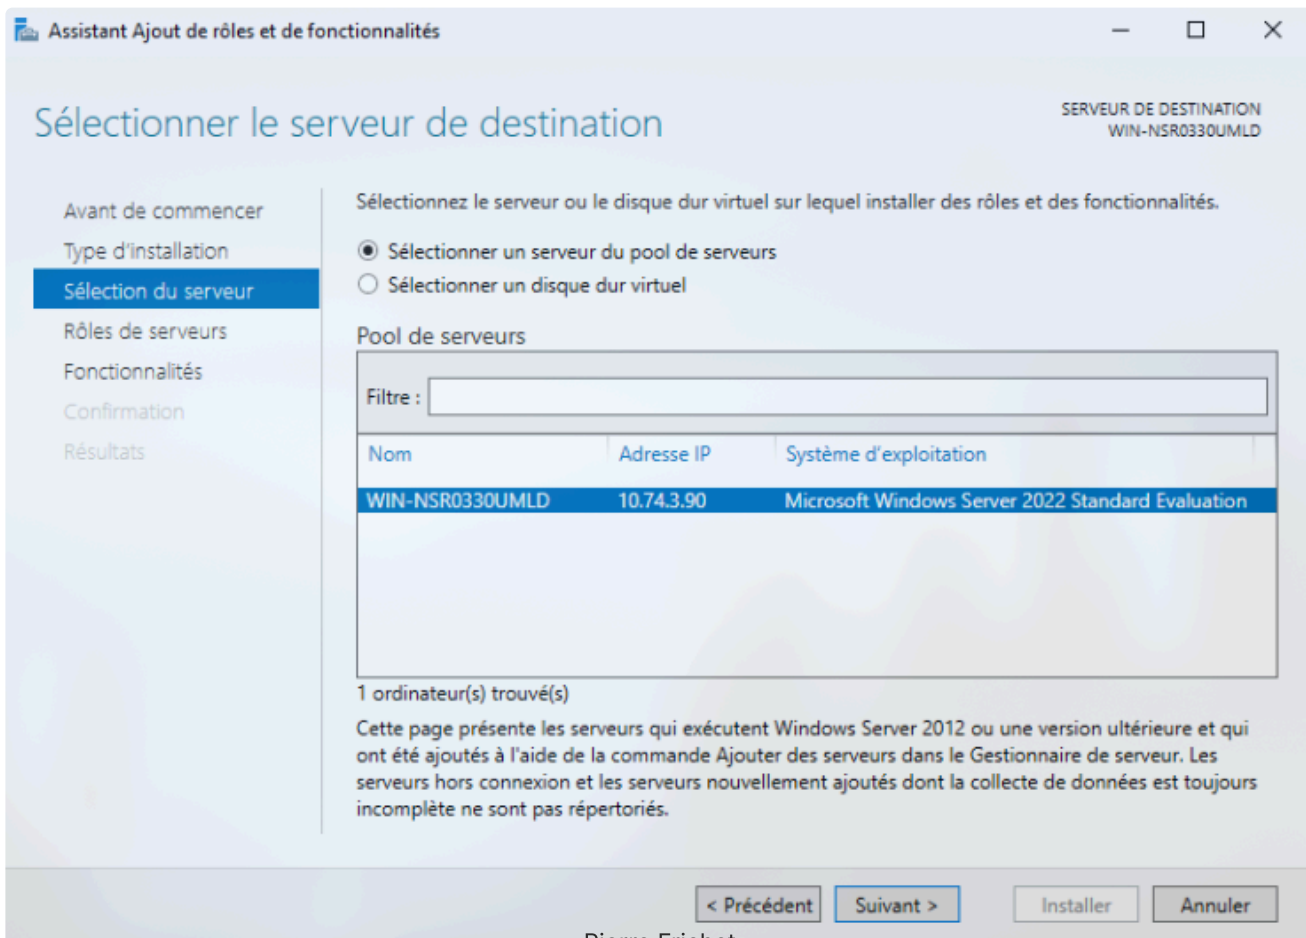 Assistant Ajout de rôles et de fonctionnalités
Sélectionner le serveur de destination
SERVEUR DE DESTINATION
WIN-NSR0330UMLD
Avant de commencer
Type d'installation
Sélection du serveur
Rôles de serveurs
Fonctionnalités
Confirmation
Résultats
Sélectionnez le serveur ou le disque dur virtuel sur lequel installer des rôles et des fonctionnalités.
Sélectionner un serveur du pool de serveurs
Sélectionner un disque dur virtuel
Pool de serveurs
Filtre :
Nom Adresse IP Système d'exploitation
WIN-NSR0330UMLD 10.74.3.90 Microsoft Windows Server 2022 Standard Evaluation
1 ordinateur(s) trouvé(s)
Cette page présente les serveurs qui exécutent Windows Server 2012 ou une version ultérieure et qui
ont été ajoutés à l'aide de la commande Ajouter des serveurs dans le Gestionnaire de serveur. Les
serveurs hors connexion et les serveurs nouvellement ajoutés dont la collecte de données est toujours
incomplète ne sont pas répertoriés.
< Précédent Suivant > Installer Annuler